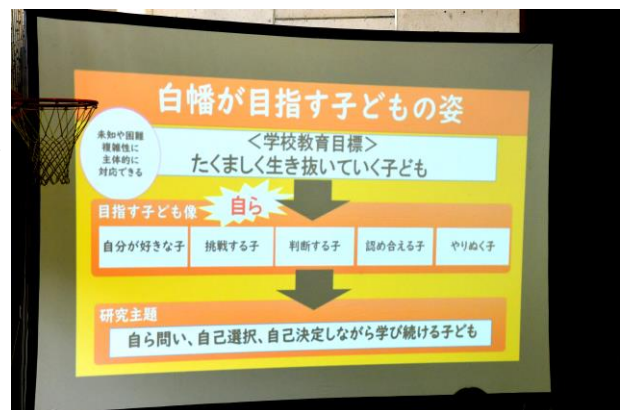 白幡が目指す子どもの姿
未知や困難
複雑性に
主体的に
対応できる
＜学校教育目標＞
たくましく生き抜いていく子ども
目指す子ども像
自ら
自分が好きな子
挑戦する子
判断する子
認め合える子
やりぬく子
研究主題
自ら問い、自己選択、自己決定しながら学び続ける子ども